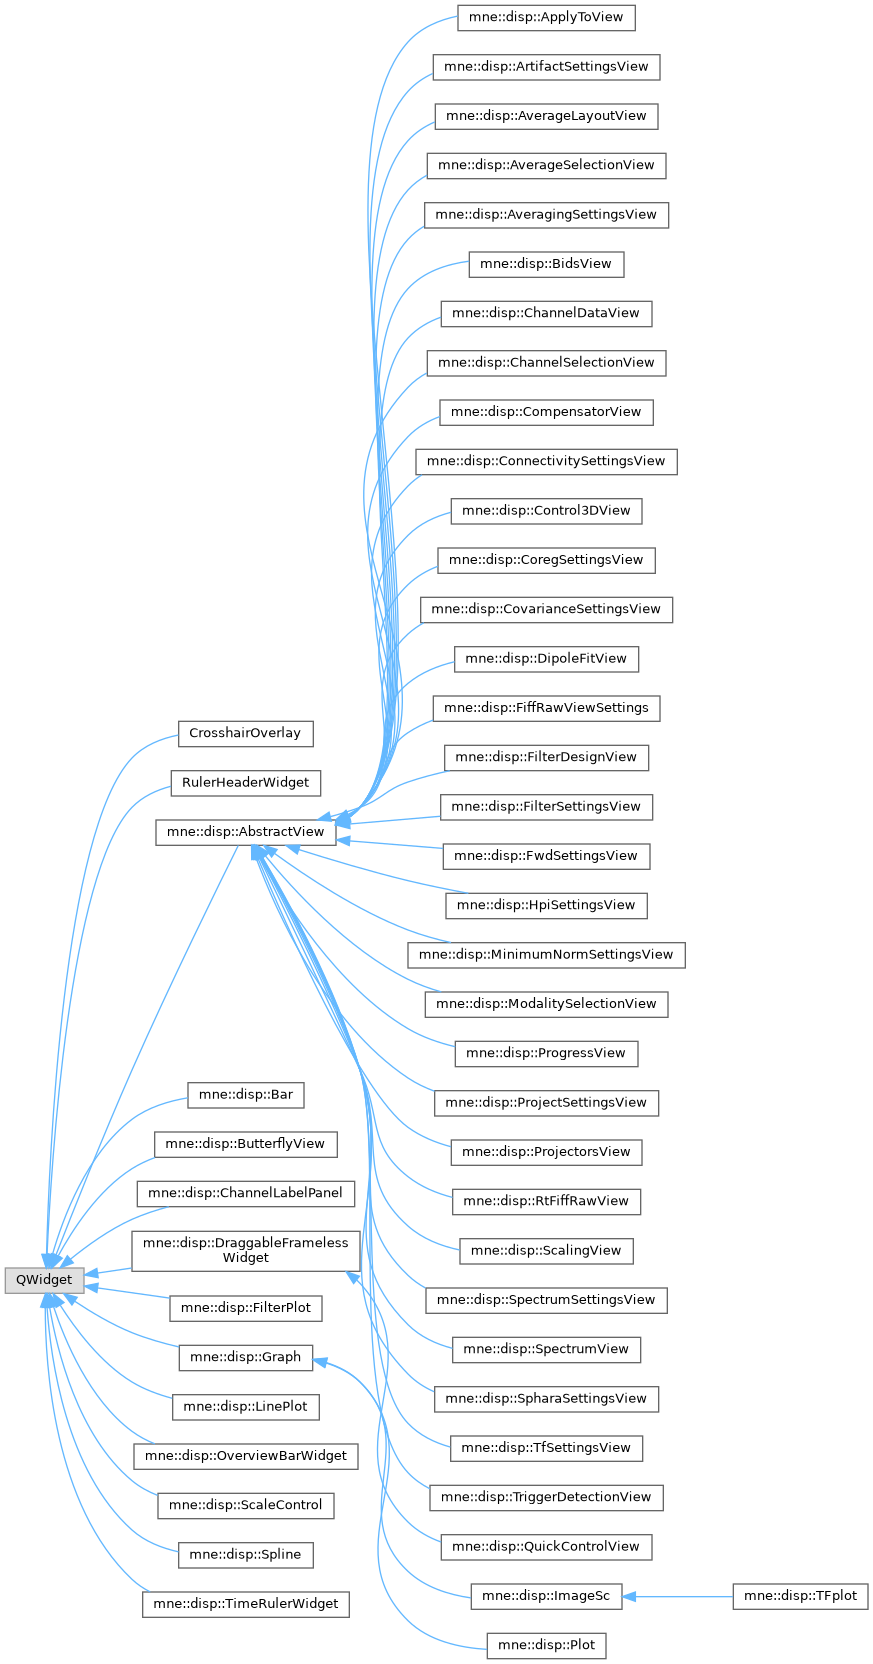 mne::disp::ApplyToView
mne::disp::ArtifactSettingsView
mne::disp::AverageLayoutView
mne::disp::AverageSelectionView
mne::disp::AveragingSettingsView
mne::disp::BidsView
mne::disp::ChannelDataView
mne::disp::ChannelSelectionView
mne::disp::CompensatorView
mne::disp::ConnectivitySettingsView
mne::disp::Control3DView
mne::disp::CoregSettingsView
mne::disp::CovarianceSettingsView
mne::disp::DipoleFitView
mne::disp::FiffRawViewSettings
CrosshairOverlay
mne::disp::FilterDesignView
RulerHeaderWidget
mne::disp::FilterSettingsView
mne::disp::AbstractView
mne::disp::FwdSettingsView
mne::disp::HpiSettingsView
mne::disp::MinimumNormSettingsView
mne::disp::ModalitySelectionView
mne::disp::ProgressView
mne::disp::Bar
mne::disp::ProjectSettingsView
mne::disp::ButterflyView
mne::disp::ProjectorsView
mne::disp::ChannelLabelPanel
mne::disp::RtFiffRawView
mne::disp::DraggableFrameless
Widget
mne::disp::ScalingView
QWidget
mne::disp::FilterPlot
mne::disp::SpectrumSettingsView
mne::disp::Graph
mne::disp::SpectrumView
mne::disp::LinePlot
mne::disp::SpharaSettingsView
mne::disp::OverviewBarWidget
mne::disp::TfSettingsView
mne::disp::ScaleControl
mne::disp::TriggerDetectionView
mne::disp::Spline
mne::disp::QuickControlView
mne::disp::TimeRulerWidget
mne::disp::ImageSc
mne::disp::TFplot
mne::disp::Plot